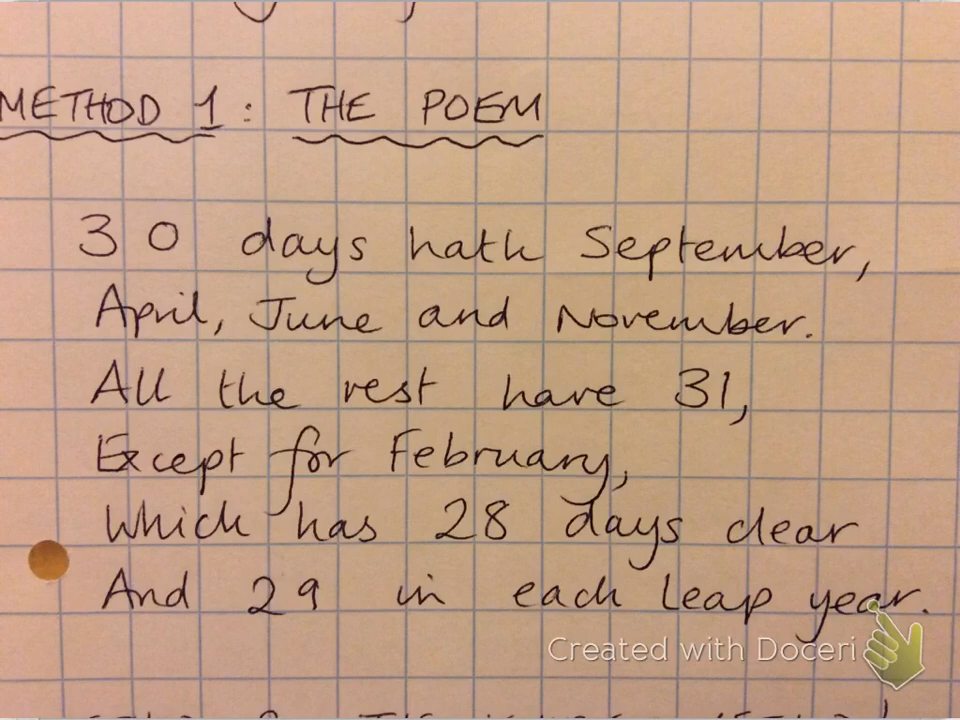 METHOD 1: THE POEM
30 days hath September,
April, June and November.
All the rest have 31,
Except for February,
Which has 28 days clear
And 29 in each leap year.
Created with Doceri